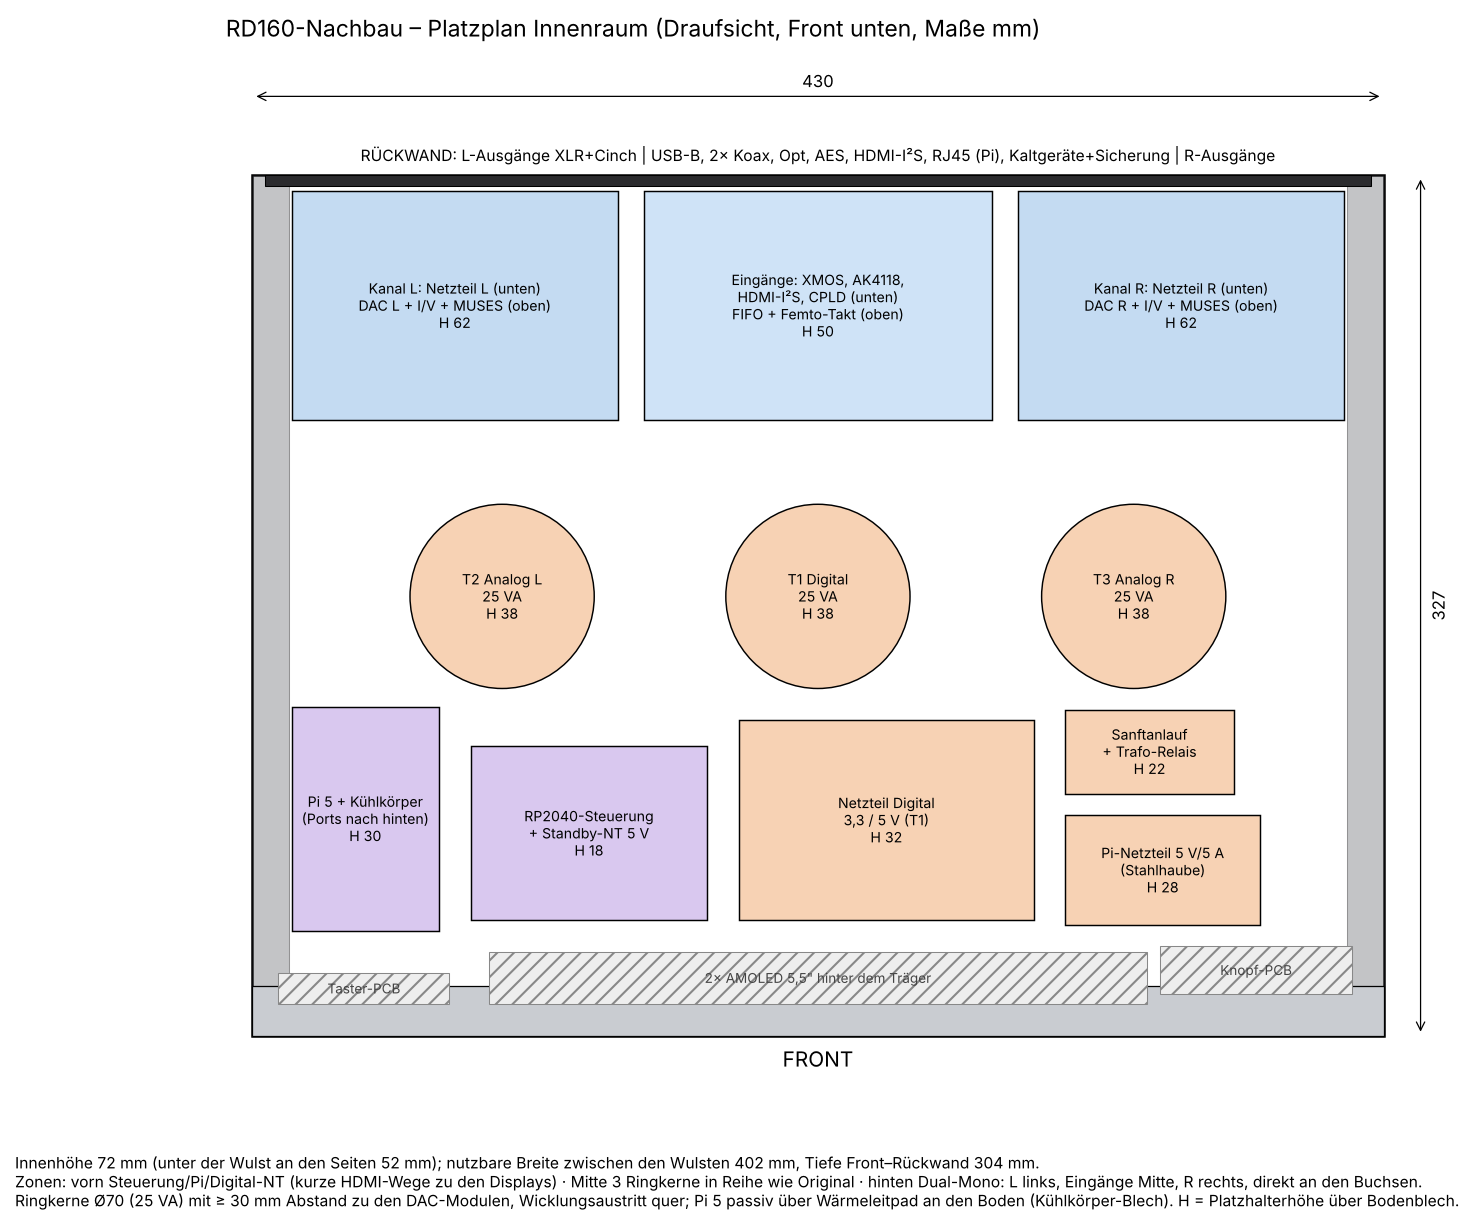 RD160-Nachbau – Platzplan Innenraum (Draufsicht, Front unten, Maße mm)
430
RÜCKWAND: L-Ausgänge XLR+Cinch | USB-B, 2× Koax, Opt, AES, HDMI-I²S, RJ45 (Pi), Kaltgeräte+Sicherung | R-Ausgänge
Kanal L: Netzteil L (unten)
DAC L + I/V + MUSES (oben)
H 62
Eingänge: XMOS, AK4118,
HDMI-I²S, CPLD (unten)
FIFO + Femto-Takt (oben)
H 50
Kanal R: Netzteil R (unten)
DAC R + I/V + MUSES (oben)
H 62
T2 Analog L
25 VA
H 38
T1 Digital
25 VA
H 38
T3 Analog R
25 VA
H 38
327
Pi 5 + Kühlkörper
(Ports nach hinten)
H 30
RP2040-Steuerung
+ Standby-NT 5 V
H 18
Netzteil Digital
3,3 / 5 V (T1)
H 32
Sanftanlauf
+ Trafo-Relais
H 22
Pi-Netzteil 5 V/5 A
(Stahlhaube)
H 28
Taster-PCB
2× AMOLED 5,5" hinter dem Träger
Knopf-PCB
FRONT
Innenhöhe 72 mm (unter der Wulst an den Seiten 52 mm); nutzbare Breite zwischen den Wulsten 402 mm, Tiefe Front–Rückwand 304 mm.
Zonen: vorn Steuerung/Pi/Digital-NT (kurze HDMI-Wege zu den Displays) · Mitte 3 Ringkerne in Reihe wie Original · hinten Dual-Mono: L links, Eingänge Mitte, R rechts, direkt an den Buchsen.
Ringkerne Ø70 (25 VA) mit ≥ 30 mm Abstand zu den DAC-Modulen, Wicklungsaustritt quer; Pi 5 passiv über Wärmeleitpad an den Boden (Kühlkörper-Blech). H = Platzhalterhöhe über Bodenblech.